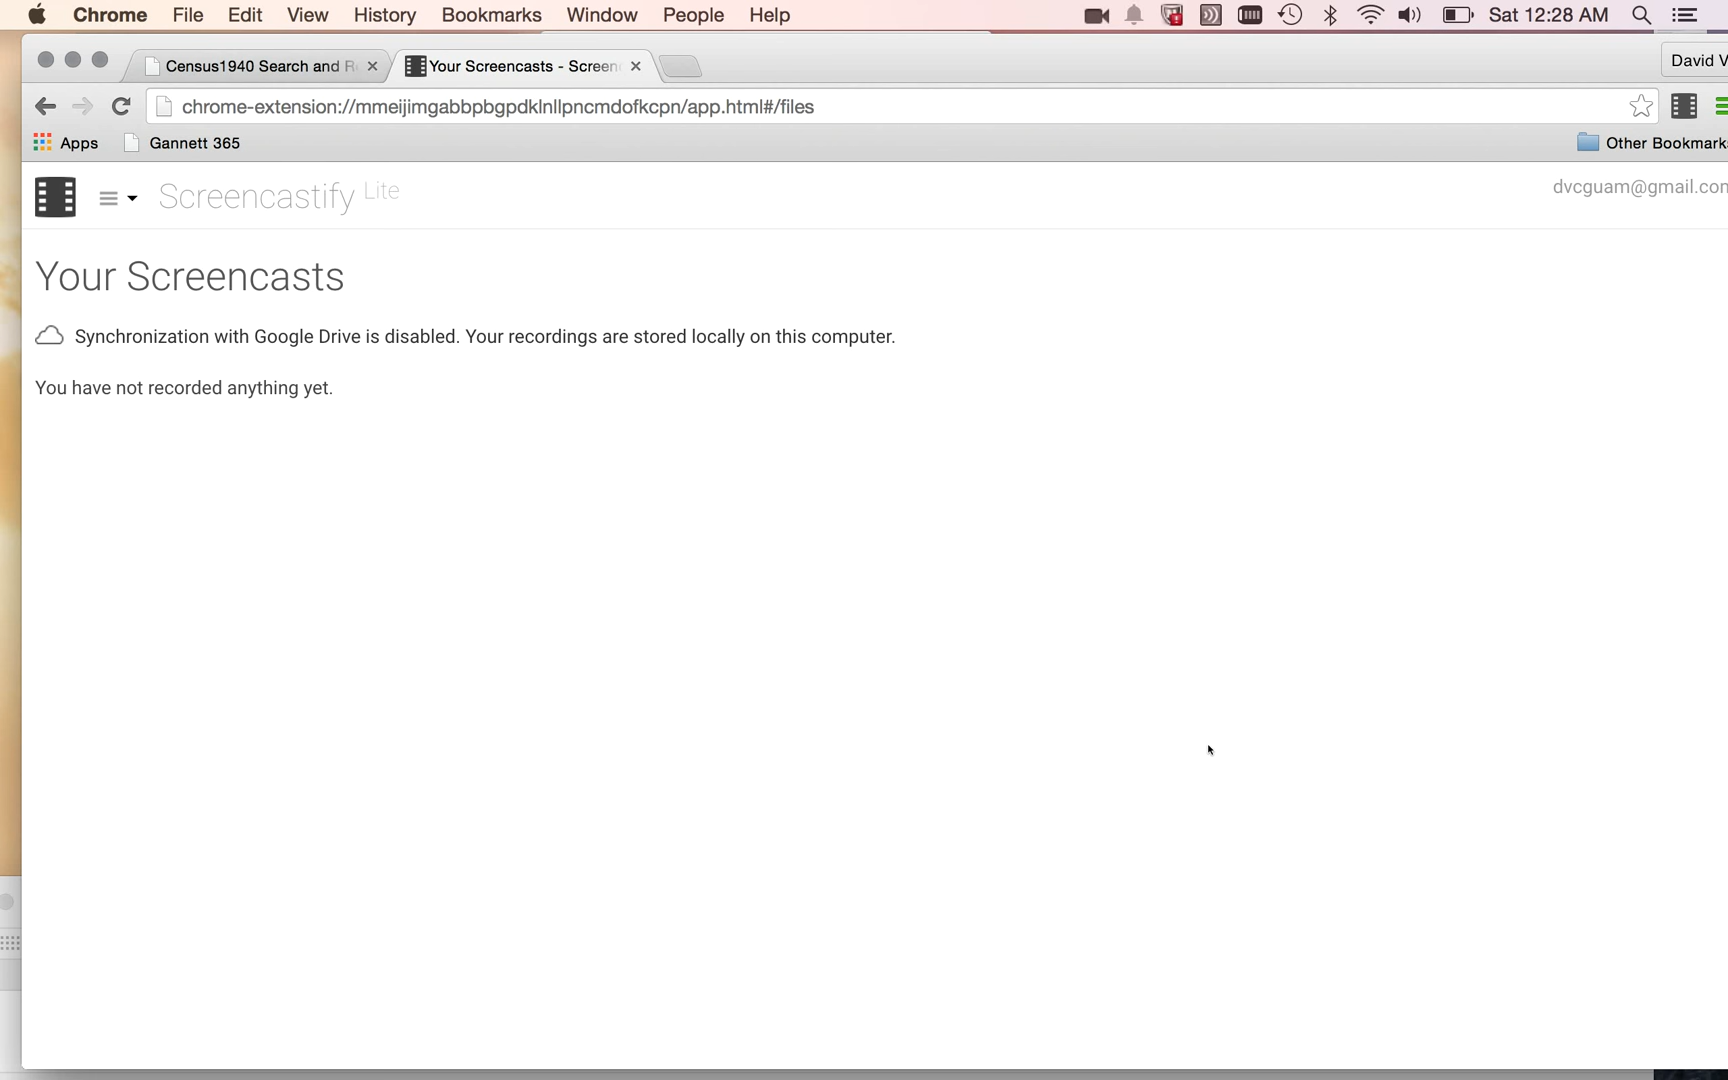 Chrome File Edit View History Bookmarks Window People Help Sat 12:28 AM
Census1940 Search and R Your Screencasts - Screen David V
chrome-extension://mmeijimgabbpbgpdklnllpncmdofkcpn/app.html#/files
Apps Gannett 365 Other Bookmarks
Screencastify Lite dvcguam@gmail.com
Your Screencasts
Synchronization with Google Drive is disabled. Your recordings are stored locally on this computer.
You have not recorded anything yet.